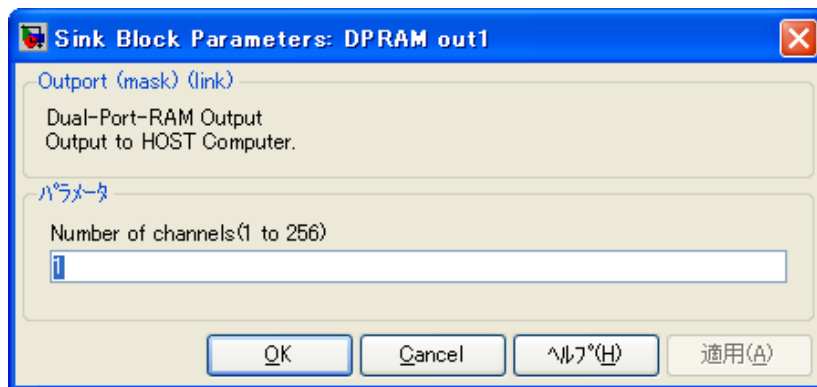 Sink Block Parameters: DPRAM out1
Outport (mask) (link)
Dual-Port-RAM Output
Output to HOST Computer.
パラメータ
Number of channels(1 to 256)
1
OK Cancel ヘルプ(H) 適用(A)